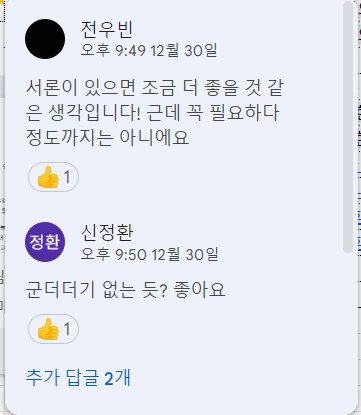 전우빈
오후 9:49 12월 30일
서론이 있으면 조금 더 좋을 것 같
은 생각입니다! 근데 꼭 필요하다
정도까지는 아니에요
👍 1
정환
신정환
오후 9:50 12월 30일
군더더기 없는 듯? 좋아요
👍 1
추가 답글 2개